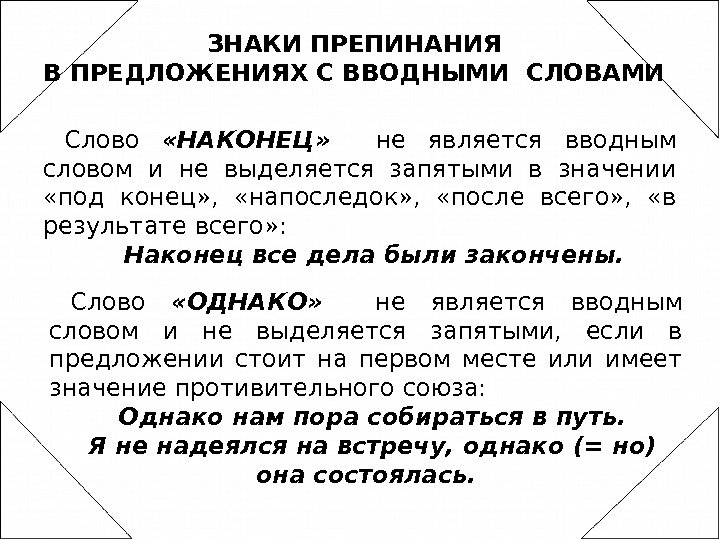 ЗНАКИ ПРЕПИНАНИЯ
В ПРЕДЛОЖЕНИЯХ С ВВОДНЫМИ СЛОВАМИ
Слово «НАКОНЕЦ» не является вводным
словом и не выделяется запятыми в значении
«под конец», «напоследок», «после всего», «в
результате всего»:
Наконец все дела были закончены.
Слово «ОДНАКО» не является вводным
словом и не выделяется запятыми, если в
предложении стоит на первом месте или имеет
значение противительного союза:
Однако нам пора собираться в путь.
Я не надеялся на встречу, однако (= но)
она состоялась.